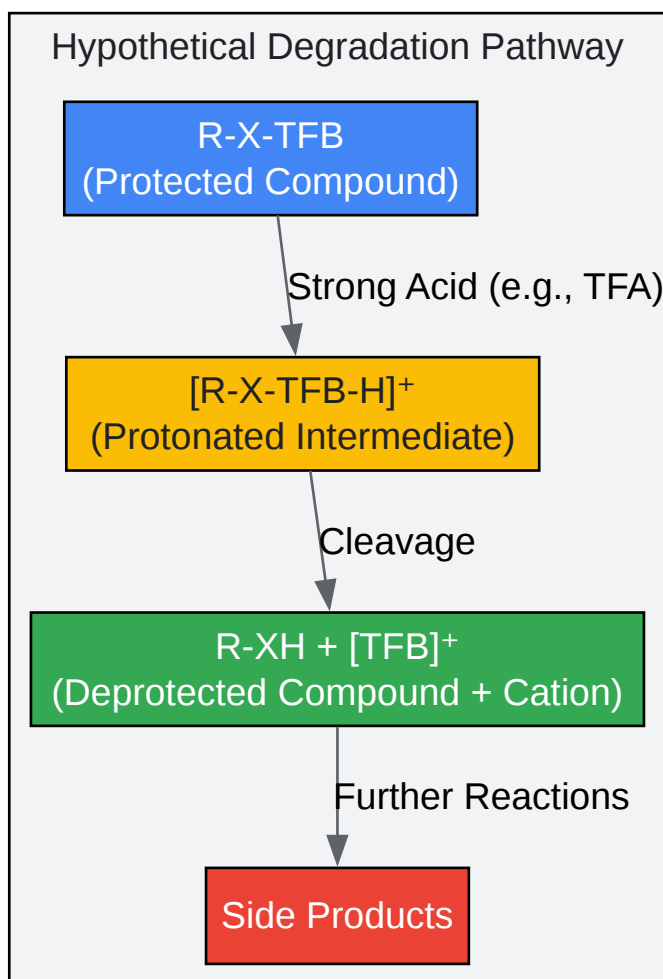 Hypothetical Degradation Pathway
R-X-TFB
(Protected Compound)
Strong Acid (e.g., TFA)
[R-X-TFB-H]⁺
(Protonated Intermediate)
Cleavage
R-XH + [TFB]⁺
(Deprotected Compound + Cation)
Further Reactions
Side Products